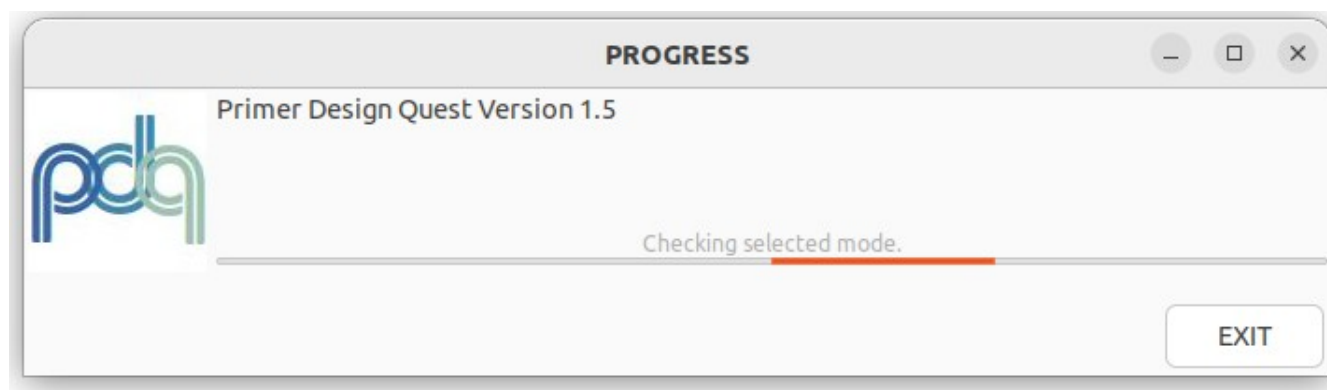 PROGRESS
Primer Design Quest Version 1.5
pdq
Checking selected mode.
EXIT